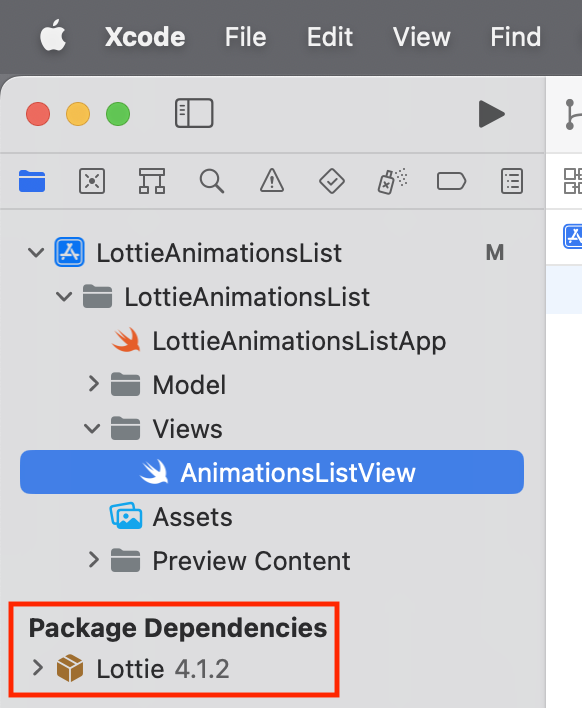 Xcode File Edit View Find
LottieAnimationsList M
LottieAnimationsList
LottieAnimationsListApp
Model
Views
AnimationsListView
Assets
Preview Content
Package Dependencies
Lottie 4.1.2